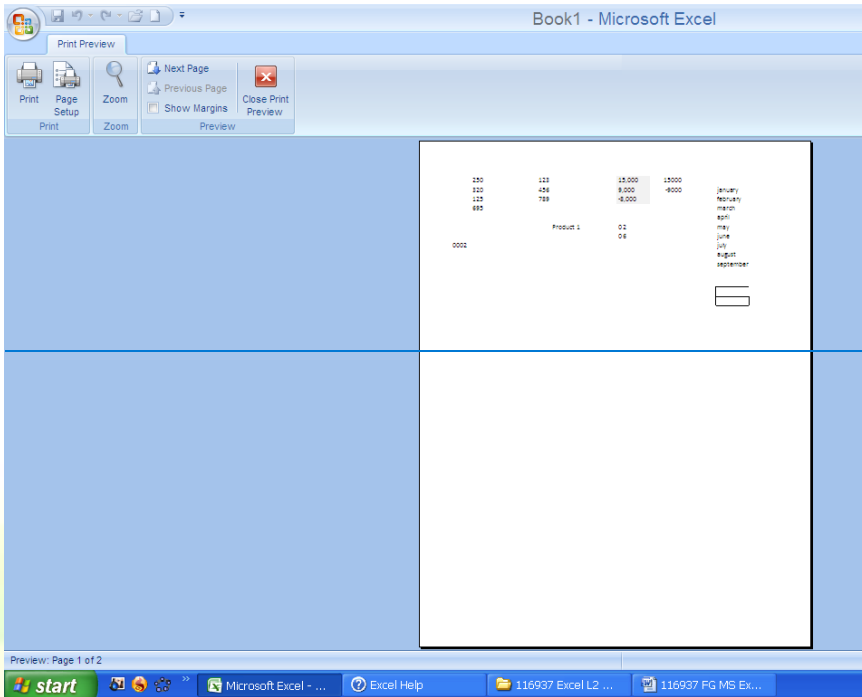 Book1 - Microsoft Excel
Print Preview
Print
Page Setup
Zoom
Next Page
Previous Page
Show Margins
Close Print Preview
Print
Zoom
Preview
250 123 15,000 15000
320 456 9,000 -9000 january
125 789 -8,000 february
695 march
april
Product 1 02 may
06 june
0002 july
august
september
Preview: Page 1 of 2
start
Microsoft Excel - ...
Excel Help
116937 Excel L2 ...
116937 FG MS Ex...